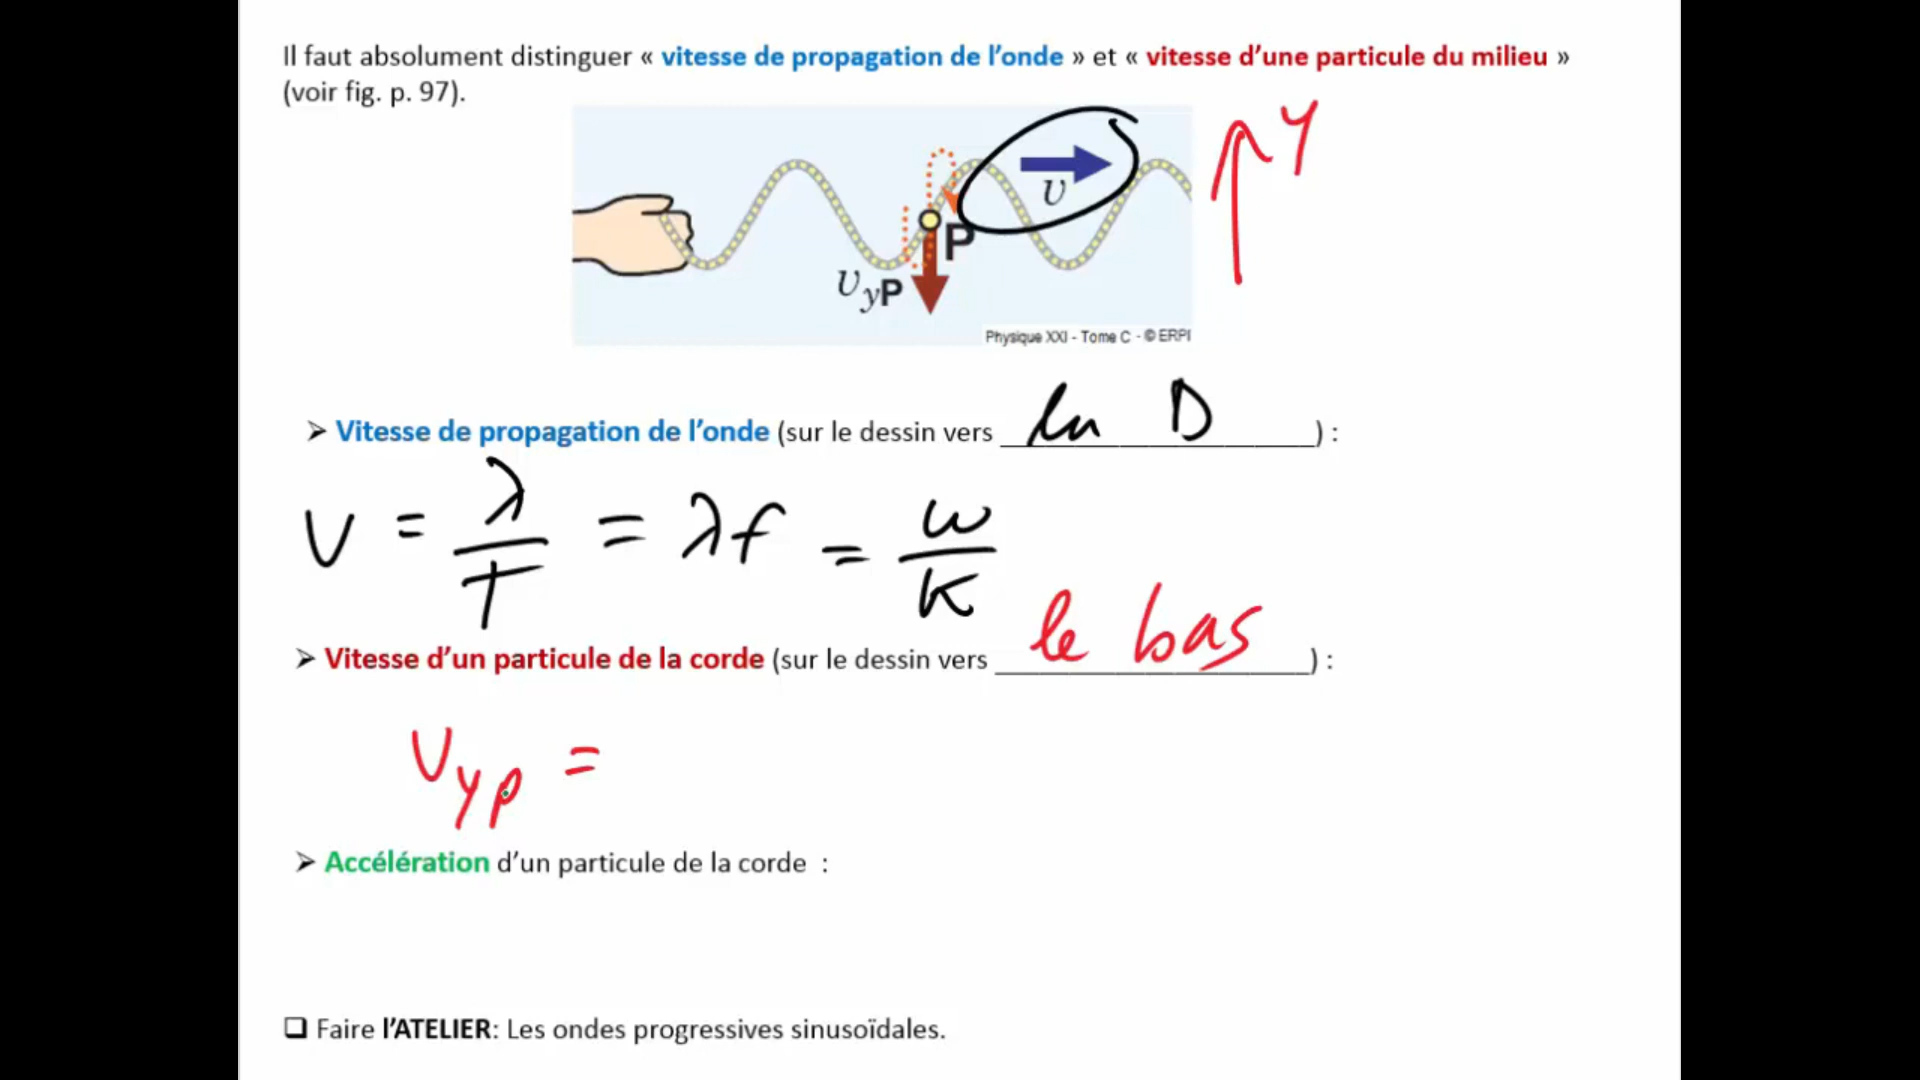 Il faut absolument distinguer « vitesse de propagation de l'onde » et « vitesse d'une particule du milieu »
(voir fig. p. 97).
y
υ
P
υyP
Physique XXI - Tome C - © ERPI
➢ Vitesse de propagation de l'onde (sur le dessin vers la D) :
V = λ/T = λf = ω/k
➢ Vitesse d'un particule de la corde (sur le dessin vers le bas) :
Vyp =
➢ Accélération d'un particule de la corde :
❑ Faire l'ATELIER: Les ondes progressives sinusoïdales.